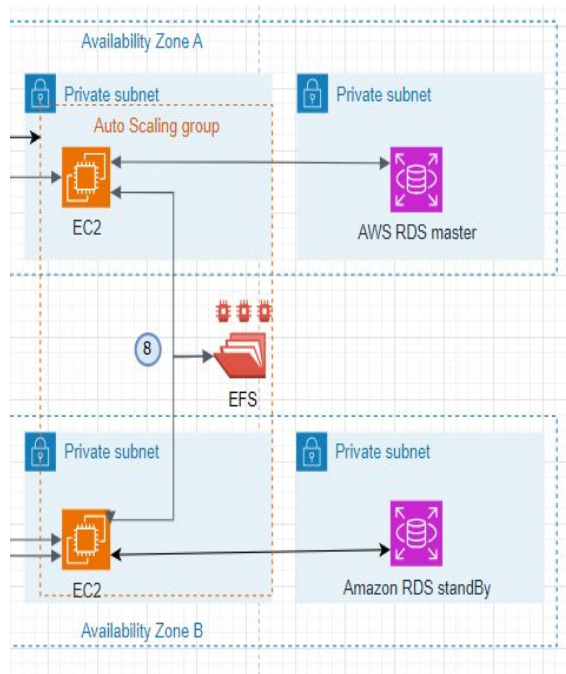 Availability Zone A
Private subnet
Private subnet
Auto Scaling group
EC2
AWS RDS master
8
EFS
Private subnet
Private subnet
EC2
Amazon RDS standBy
Availability Zone B